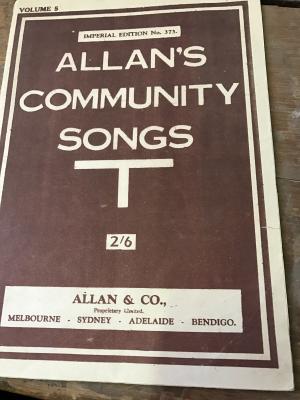 VOLUME 5
IMPERIAL EDITION No. 373.
ALLAN'S
COMMUNITY
SONGS
2/6
ALLAN & CO.,
Proprietary Limited.
MELBOURNE - SYDNEY - ADELAIDE - BENDIGO.